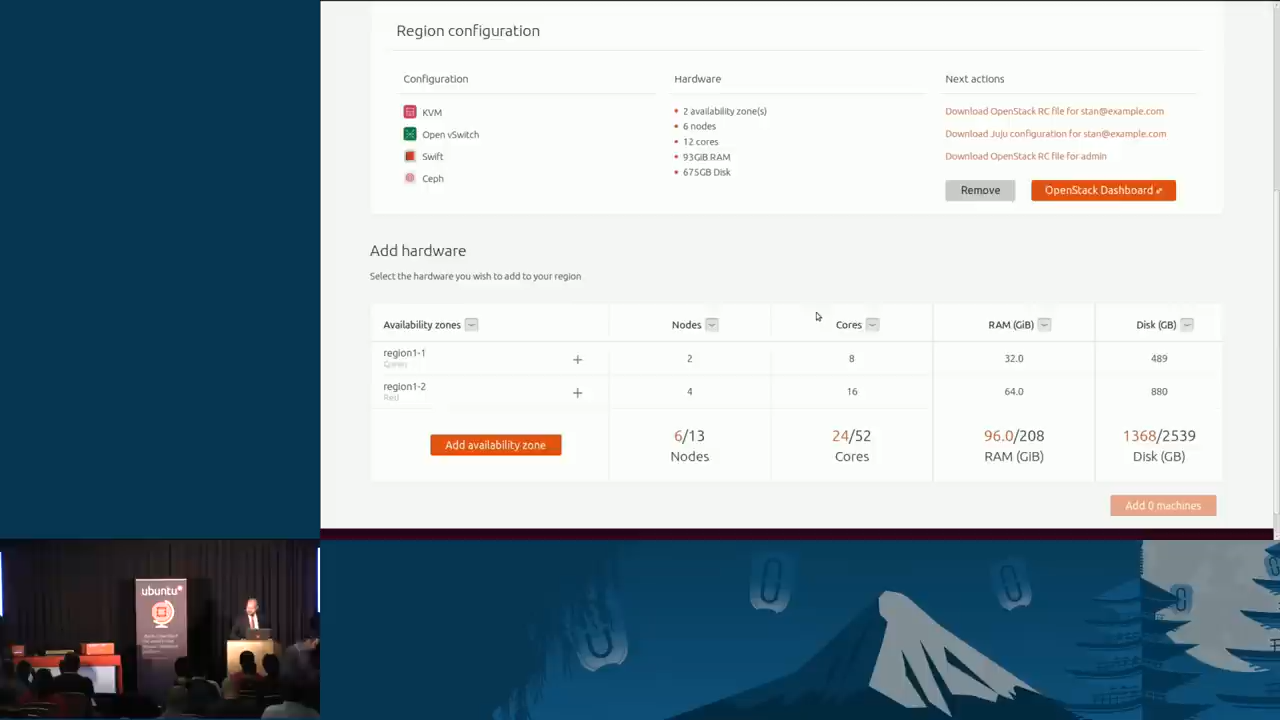 Region configuration
Configuration
Hardware
Next actions
KVM
Open vSwitch
Swift
Ceph
2 availability zone(s)
6 nodes
12 cores
93GiB RAM
675GB Disk
Download OpenStack RC file for stan@example.com
Download Juju configuration for stan@example.com
Download OpenStack RC file for admin
Remove
OpenStack Dashboard
Add hardware
Select the hardware you wish to add to your region
Availability zones Nodes Cores RAM (GiB) Disk (GB)
region1-1 + 2 8 32.0 489
region1-2 + 4 16 64.0 880
Red
Add availability zone
6/13 24/52 96.0/208 1368/2539
Nodes Cores RAM (GiB) Disk (GB)
Add 0 machines
ubuntu